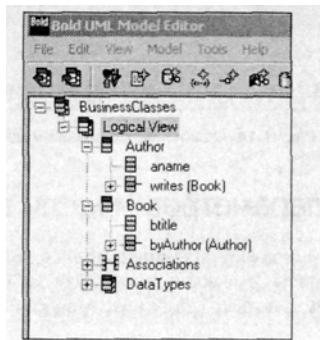 Bold Bold UML Model Editor
File Edit View Model Tools Help
BusinessClasses
Logical View
Author
aname
writes (Book)
Book
btitle
byAuthor (Author)
Associations
DataTypes